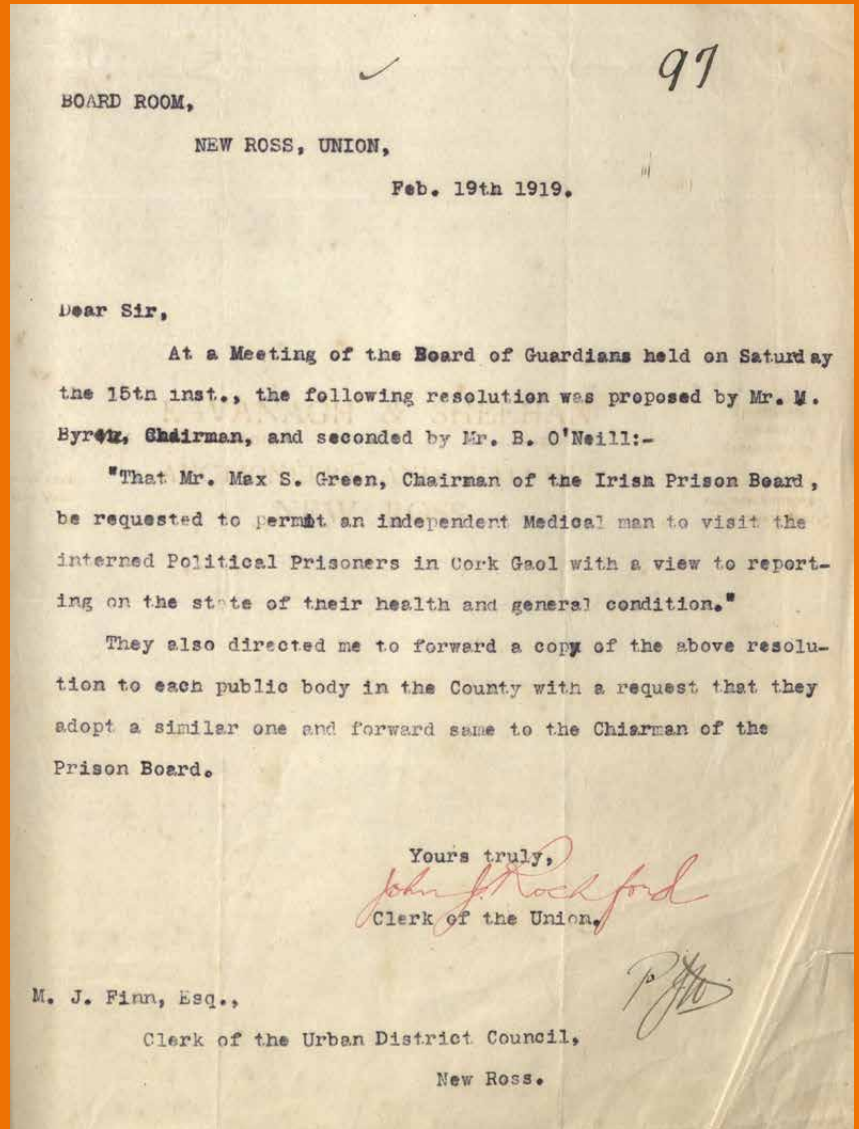 97
BOARD ROOM,
NEW ROSS, UNION,
Feb. 19th 1919.
Dear Sir,
At a Meeting of the Board of Guardians held on Saturday
the 15th inst., the following resolution was proposed by Mr. M.
Chairman, and seconded by Mr. B. O'Neill:-
"That Mr. Max S. Green, Chairman of the Irish Prison Board,
be requested to permit an independent Medical man to visit the
interned Political Prisoners in Cork Gaol with a view to report-
ing on the state of their health and general condition."
They also directed me to forward a copy of the above resolu-
tion to each public body in the County with a request that they
adopt a similar one and forward same to the Chiarman of the
Prison Board.
Yours truly,
John J. Rochford
Clerk of the Union.
M. J. Finn, Esq.,
Clerk of the Urban District Council,
New Ross.